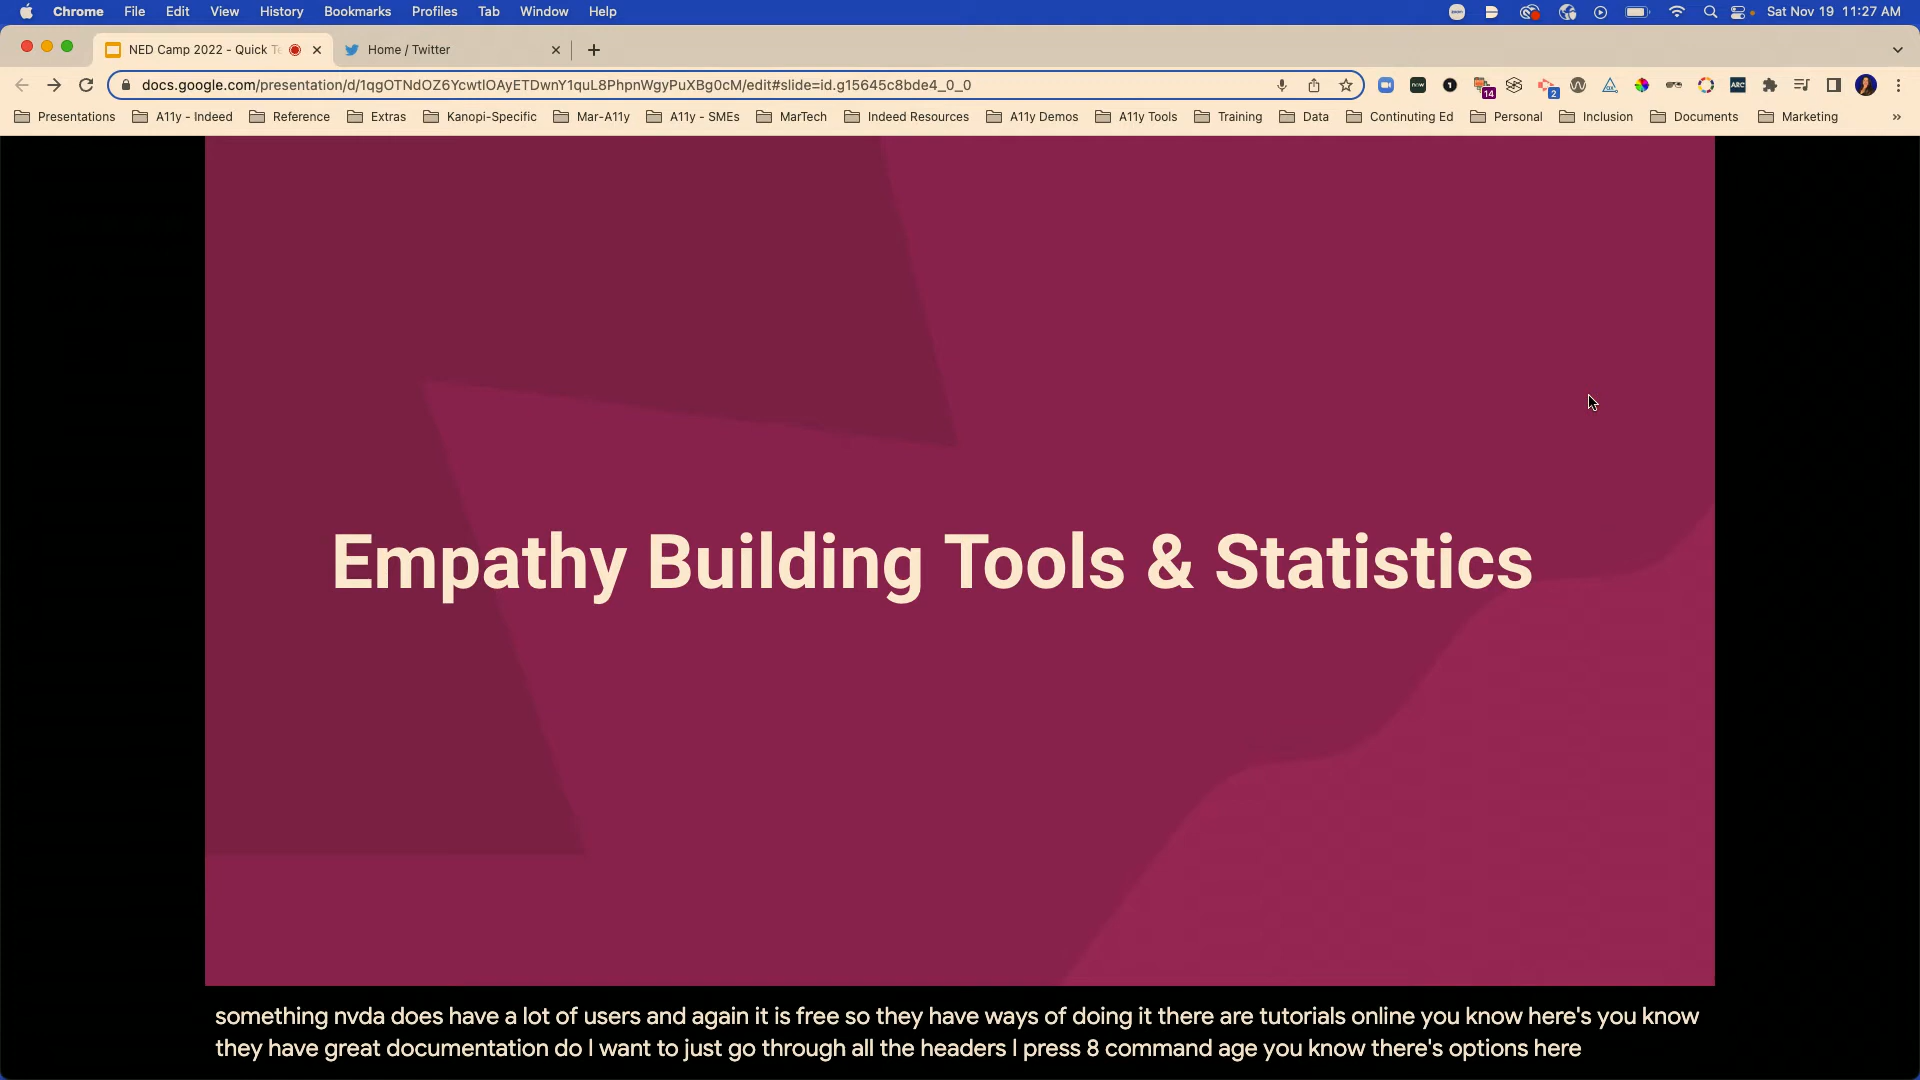 Chrome File Edit View History Bookmarks Profiles Tab Window Help Sat Nov 19 11:27 AM
NED Camp 2022 - Quick Te Home / Twitter
docs.google.com/presentation/d/1qgOTNdOZ6YcwtlOAyETDwnY1quL8PhpnWgyPuXBg0cM/edit#slide=id.g15645c8bde4_0_0 14 2 ARC
Presentations A11y - Indeed Reference Extras Kanopi-Specific Mar-A11y A11y - SMEs MarTech Indeed Resources A11y Demos A11y Tools Training Data Continuting Ed Personal Inclusion Documents Marketing »
Empathy Building Tools & Statistics
something nvda does have a lot of users and again it is free so they have ways of doing it there are tutorials online you know here's you know
they have great documentation do I want to just go through all the headers I press 8 command age you know there's options here